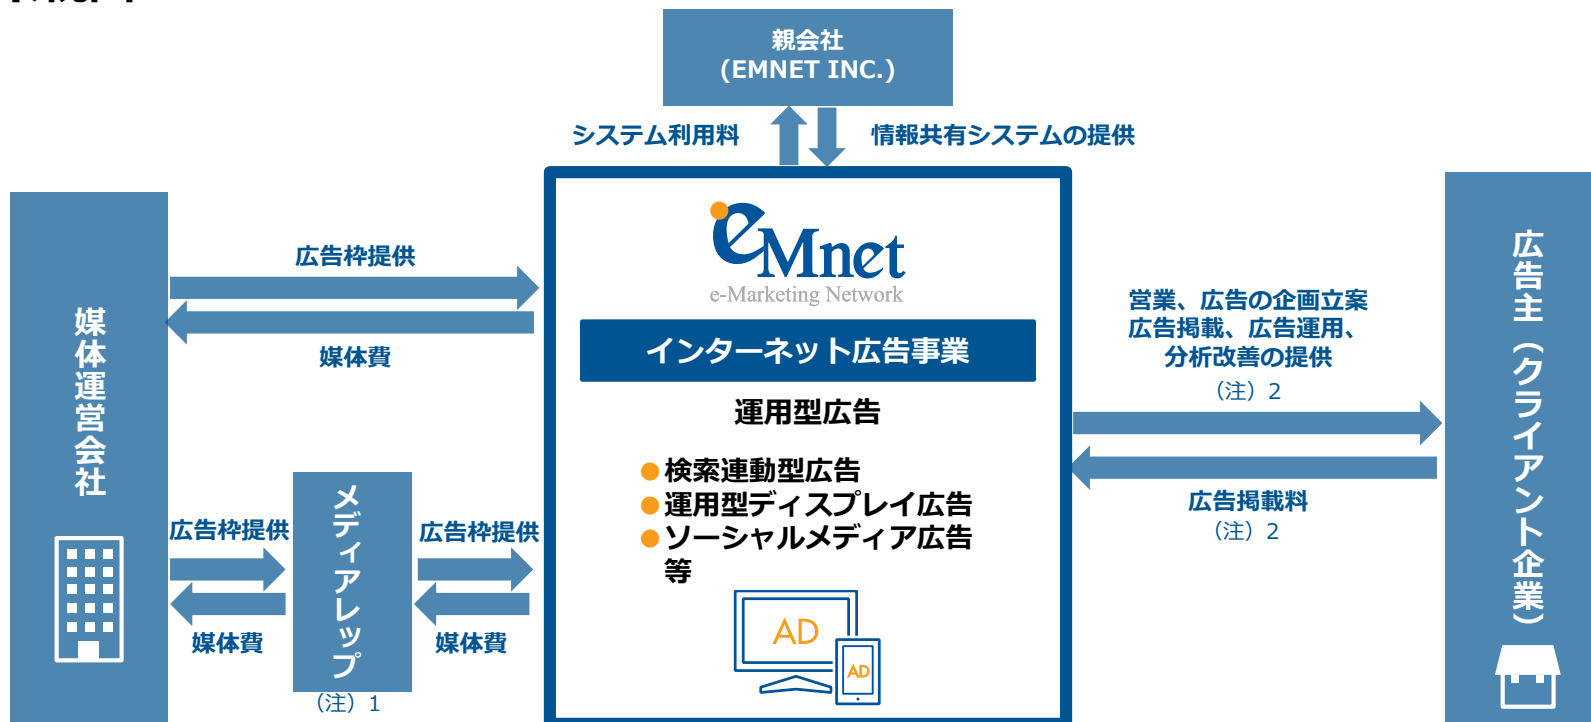 親会社
(EMNET INC.)
システム利用料
情報共有システムの提供
eMnet
e-Marketing Network
インターネット広告事業
運用型広告
●検索連動型広告
●運用型ディスプレイ広告
●ソーシャルメディア広告
等
AD
AD
媒体運営会社
広告枠提供
媒体費
広告枠提供
媒体費
メディアレップ
（注）1
広告枠提供
媒体費
営業、広告の企画立案
広告掲載、広告運用、
分析改善の提供
（注）2
広告掲載料
（注）2
広告主（クライアント企業）